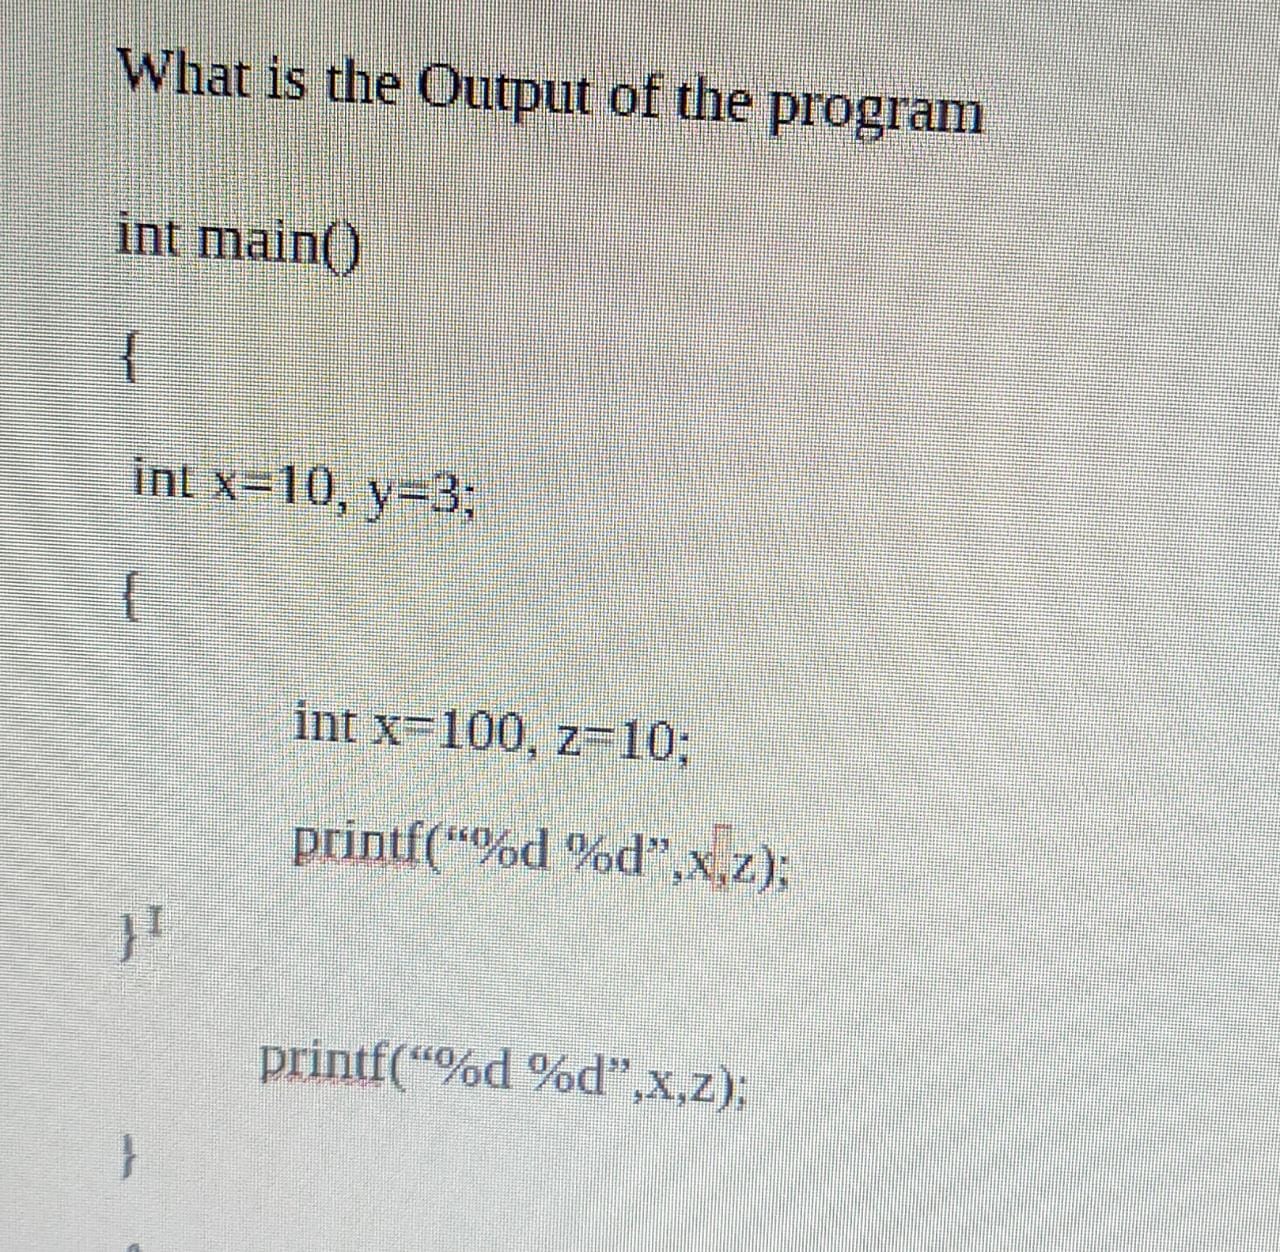 What is the Output of the program
int main()
{
int x=10, y=3;
{
int x=100, z=10;
printf(“%d %d”,x,z);
}
printf(“%d %d”,x,z);
}